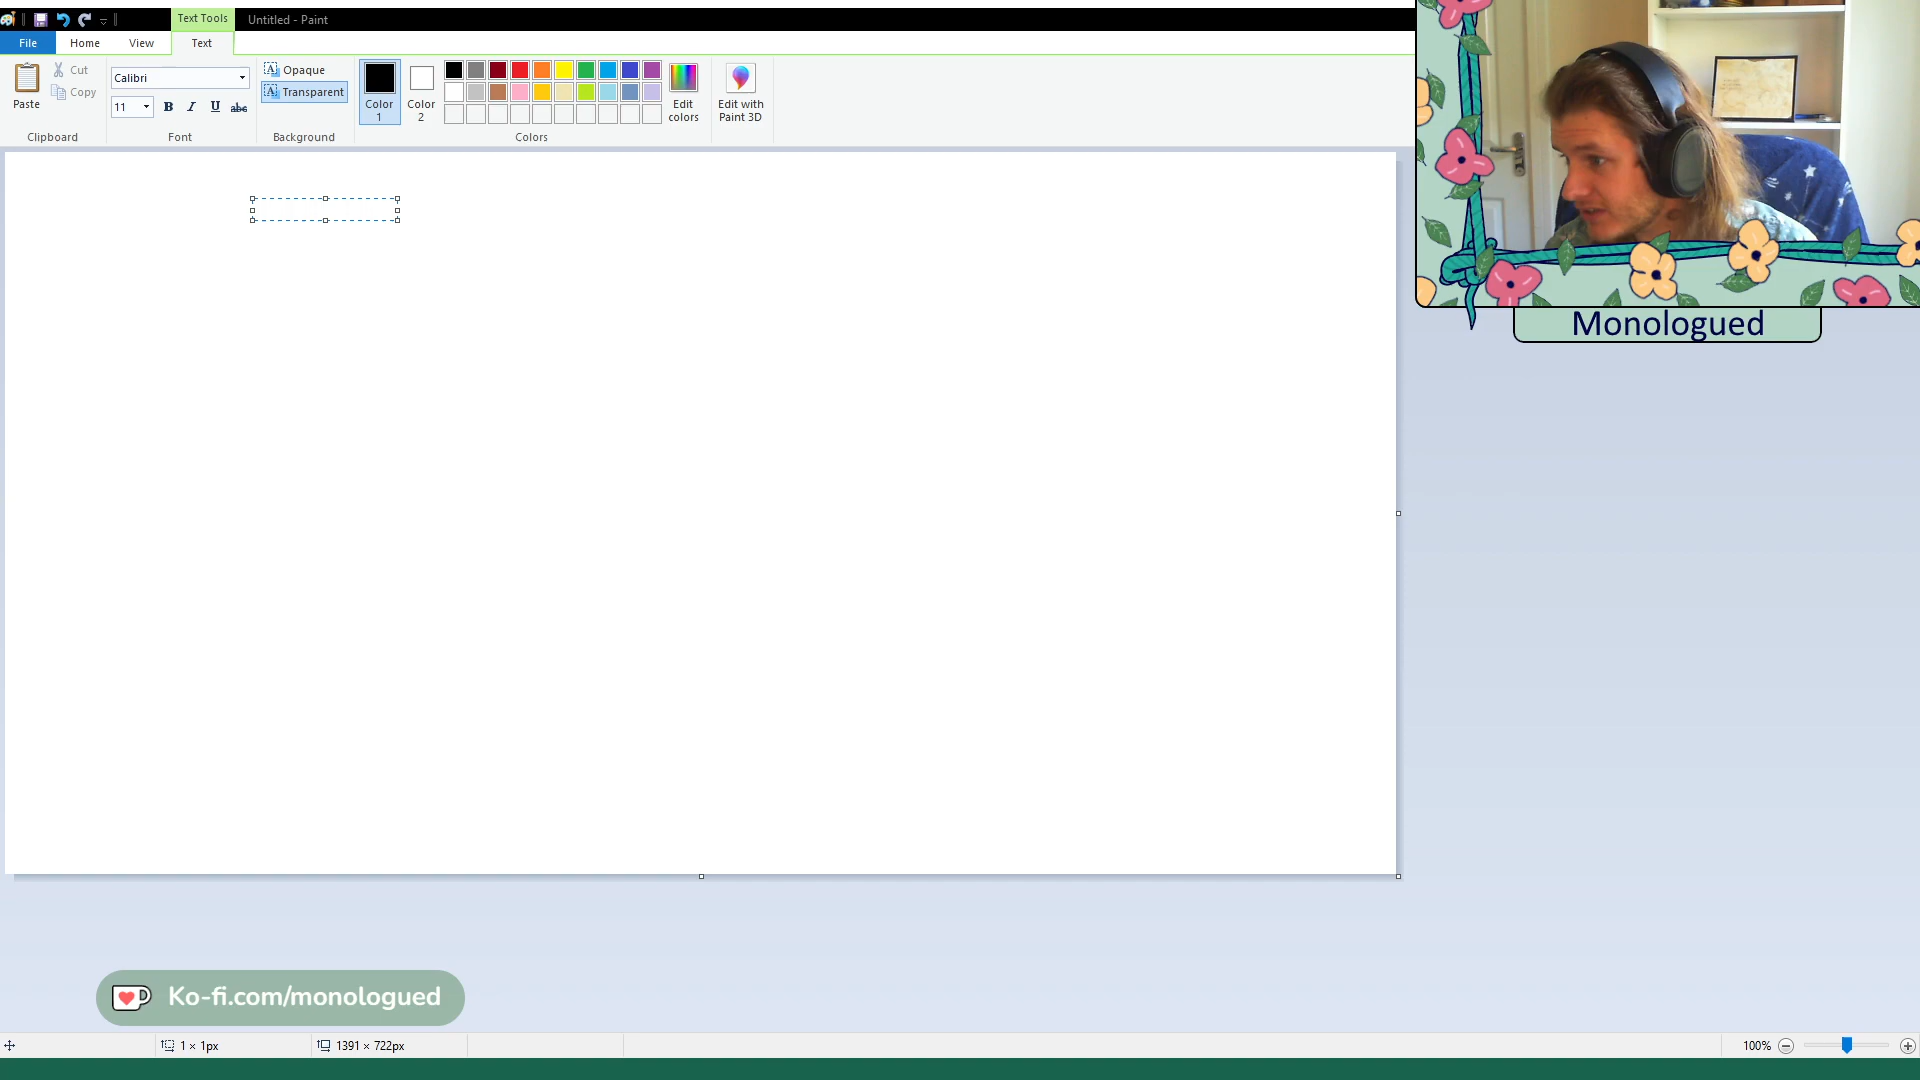 Text Tools
Untitled - Paint
File
Home
View
Text
Paste
Cut
Copy
Clipboard
Calibri
11
B
I
U
abc
Font
A Opaque
A Transparent
Background
Color
1
Color
2
Edit
colors
Colors
Edit with
Paint 3D
Monologued
Ko-fi.com/monologued
1 × 1px
1391 × 722px
100%